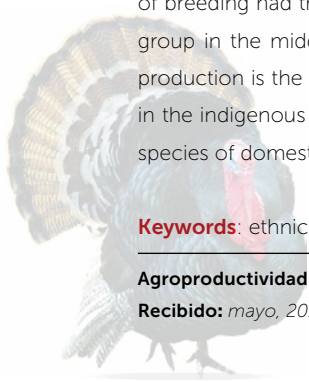 of breeding had th
group in the midd
production is the
in the indigenous
species of domest
Keywords: ethnic
Agroproductividad
Recibido: mayo, 20